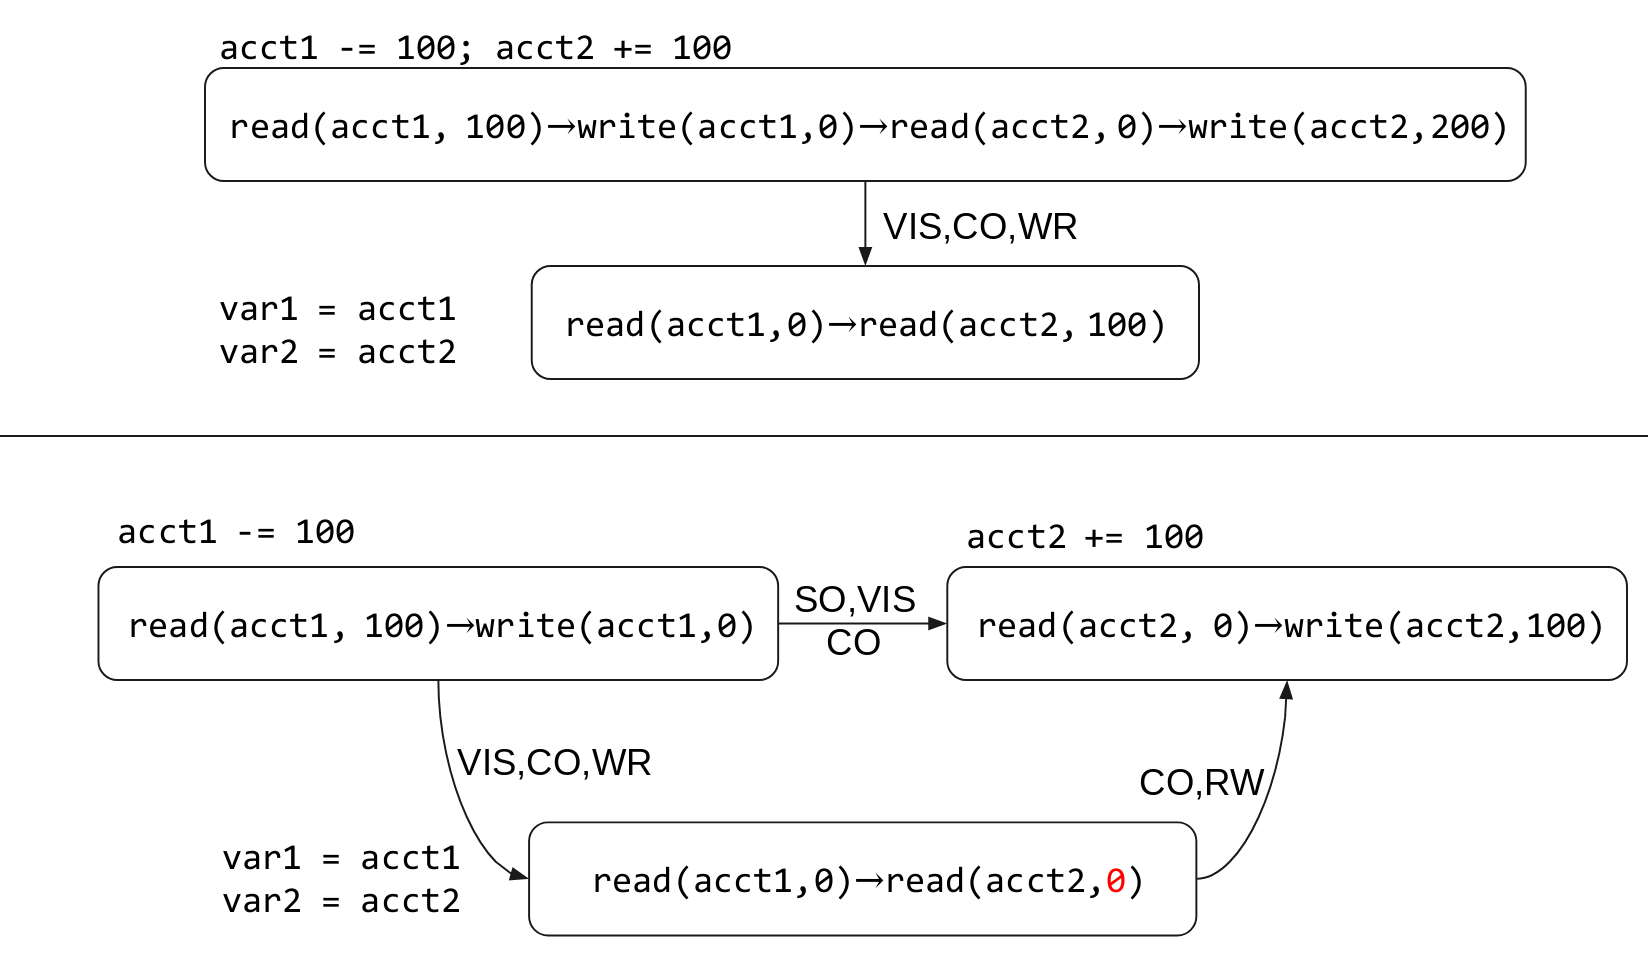 acct1 -= 100; acct2 += 100
read(acct1, 100)→write(acct1,0)→read(acct2, 0)→write(acct2,200)
VIS,CO,WR
var1 = acct1
var2 = acct2
read(acct1,0)→read(acct2, 100)
acct1 -= 100
acct2 += 100
read(acct1, 100)→write(acct1,0)
SO,VIS
CO
read(acct2, 0)→write(acct2,100)
VIS,CO,WR
CO,RW
var1 = acct1
var2 = acct2
read(acct1,0)→read(acct2,0)